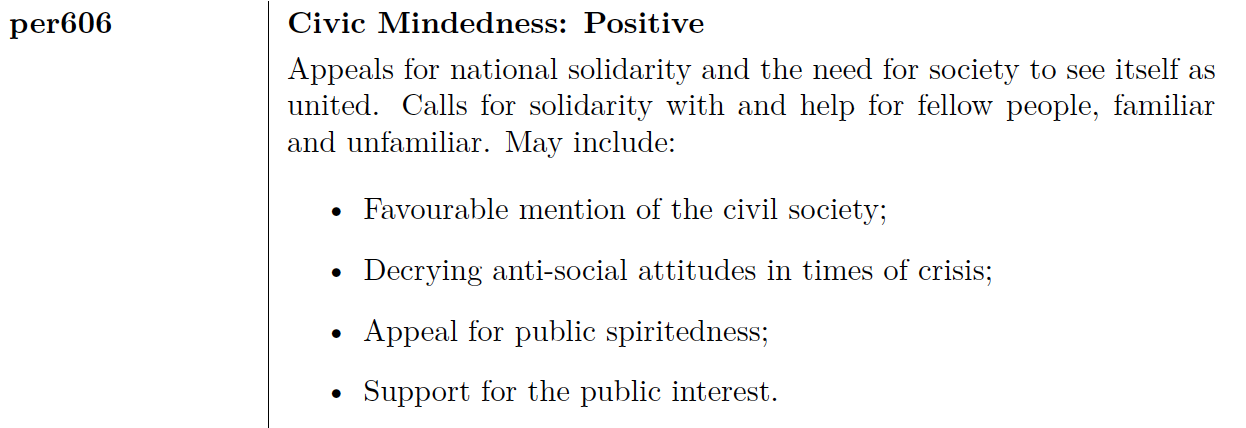 per606
Civic Mindedness: Positive
Appeals for national solidarity and the need for society to see itself as
united. Calls for solidarity with and help for fellow people, familiar
and unfamiliar. May include:
• Favourable mention of the civil society;
• Decrying anti-social attitudes in times of crisis;
• Appeal for public spiritedness;
• Support for the public interest.